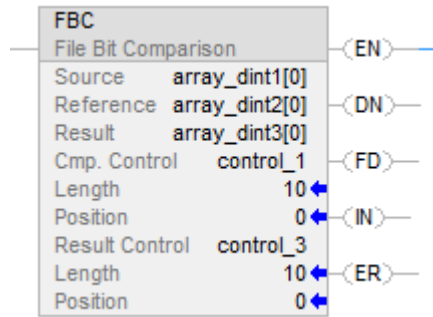 FBC
File Bit Comparison (EN)
Source array_dint1[0]
Reference array_dint2[0] (DN)
Result array_dint3[0]
Cmp. Control control_1 (FD)
Length 10
Position 0 (IN)
Result Control control_3
Length 10 (ER)
Position 0